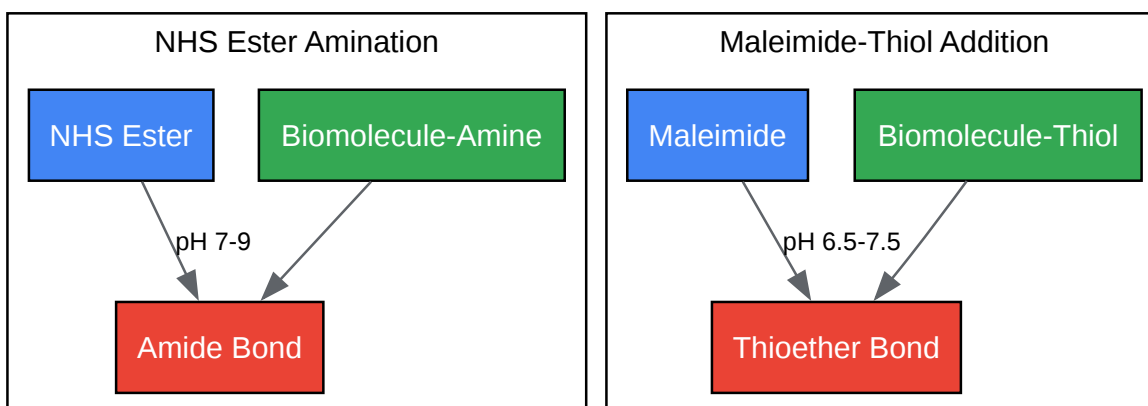 NHS Ester Amination
NHS Ester
Biomolecule-Amine
pH 7-9
Amide Bond
Maleimide-Thiol Addition
Maleimide
Biomolecule-Thiol
pH 6.5-7.5
Thioether Bond